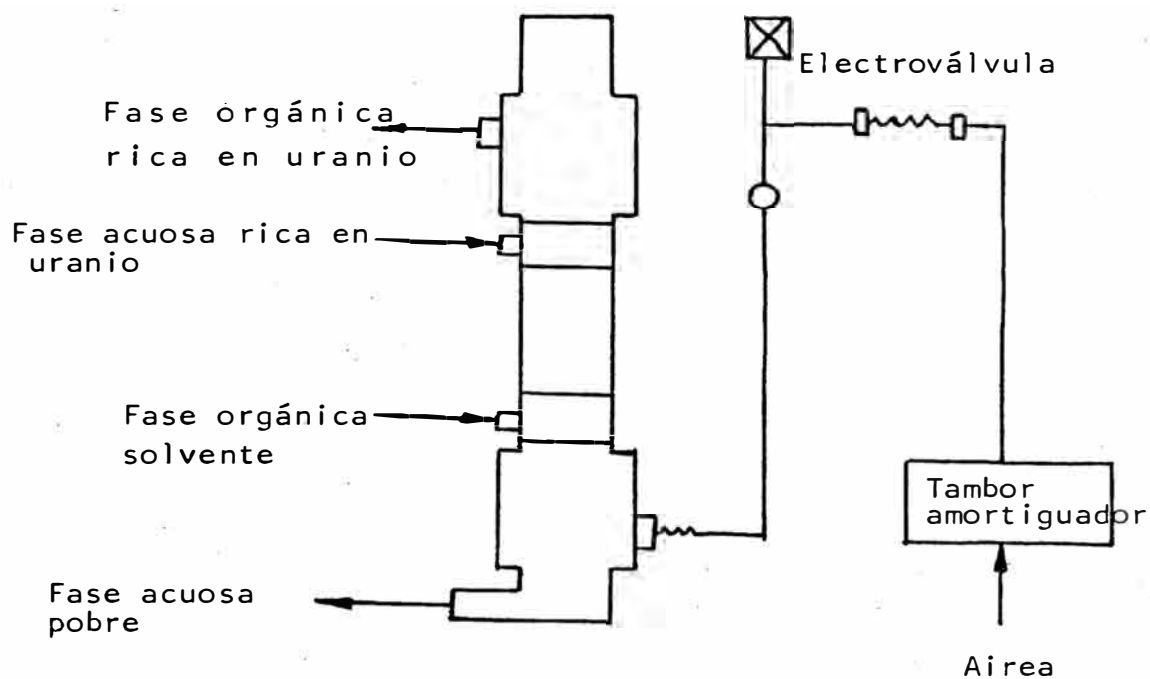 Electroválvula
Fase orgánica
rica en uranio
Fase acuosa rica en
uranio
Fase orgánica
solvente
Tambor
amortiguador
Fase acuosa
pobre
Airea